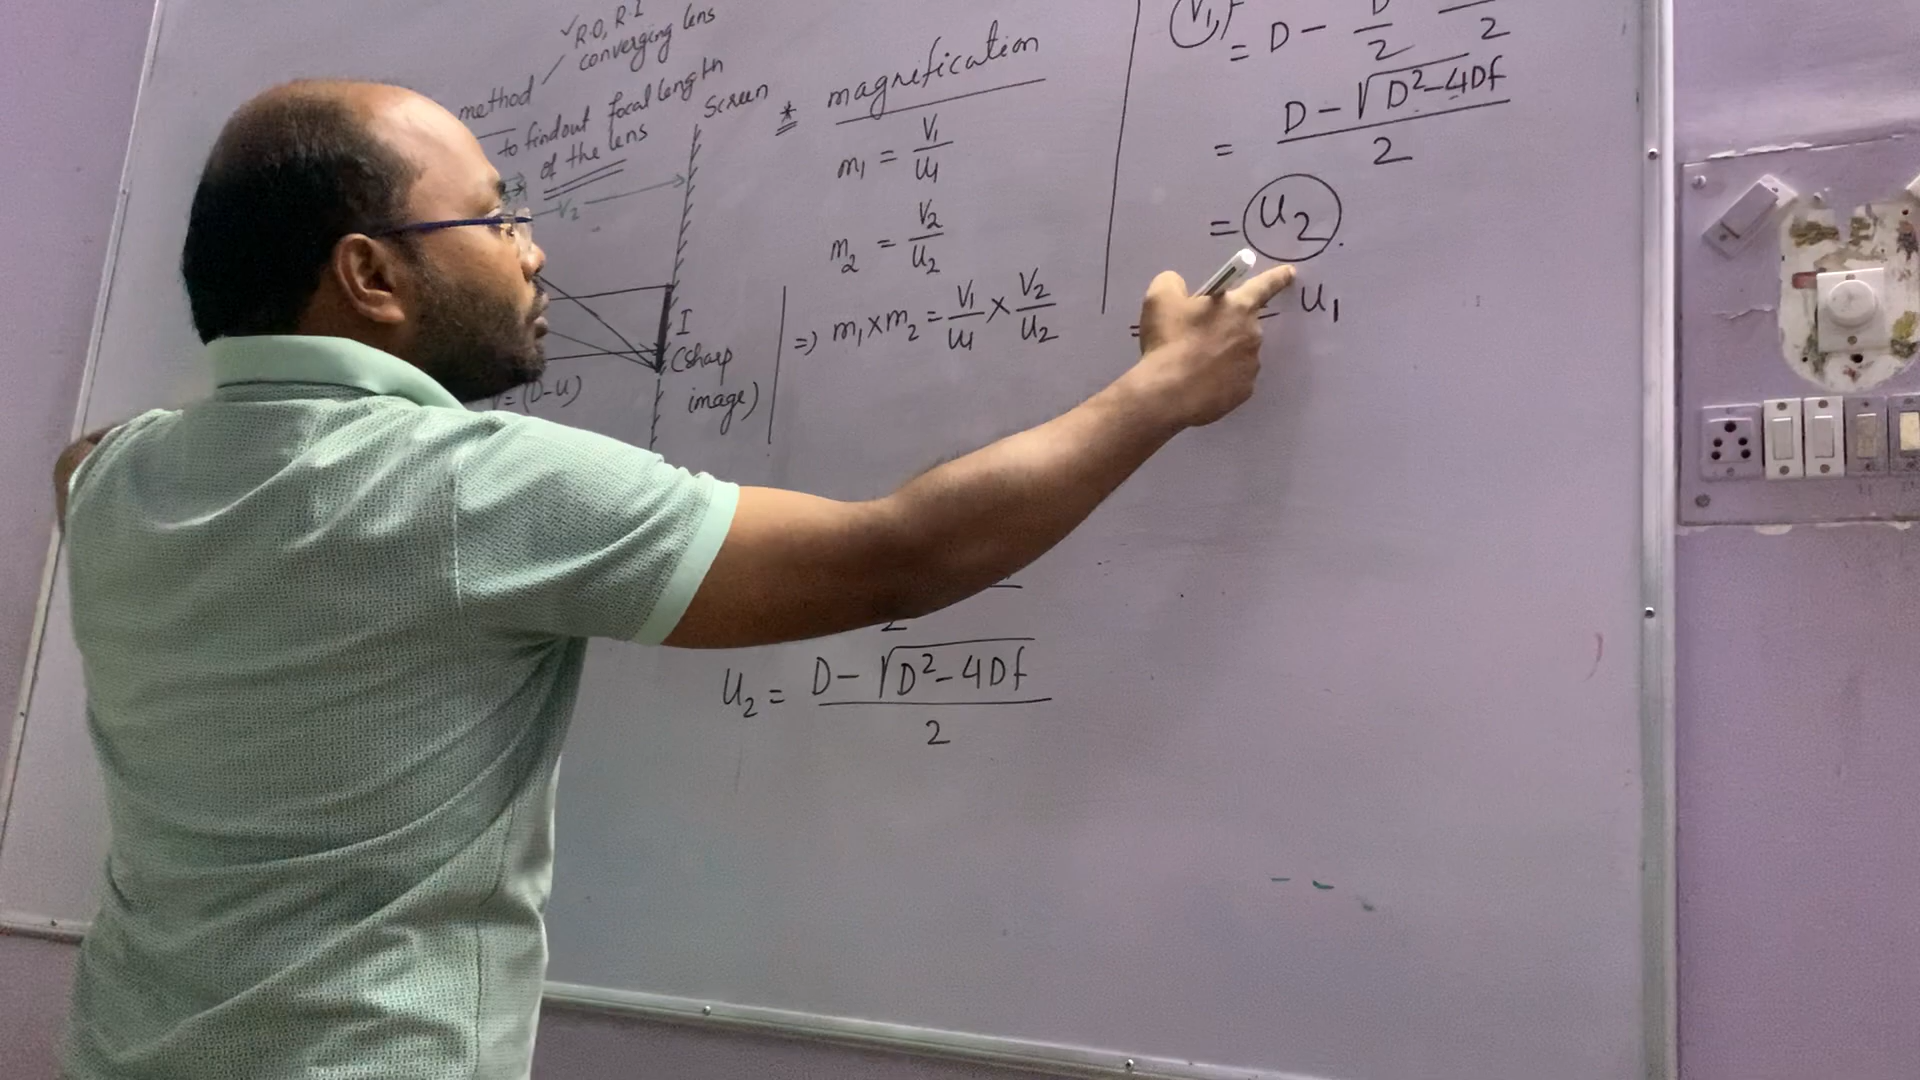 ✓R.O, R.I
converging lens
method
to findout focal length
of the lens
Screen
V₂
I
(sharp
image)
V=(D-u)
* magnification
m₁ = V₁/u₁
m₂ = V₂/u₂
=> m₁×m₂ = V₁/u₁ × V₂/u₂
u₂ = (D-√(D²-4Df))/2
V₁
= D - D/2 /2
= (D-√(D²-4Df))/2
= u₂.
= u₁